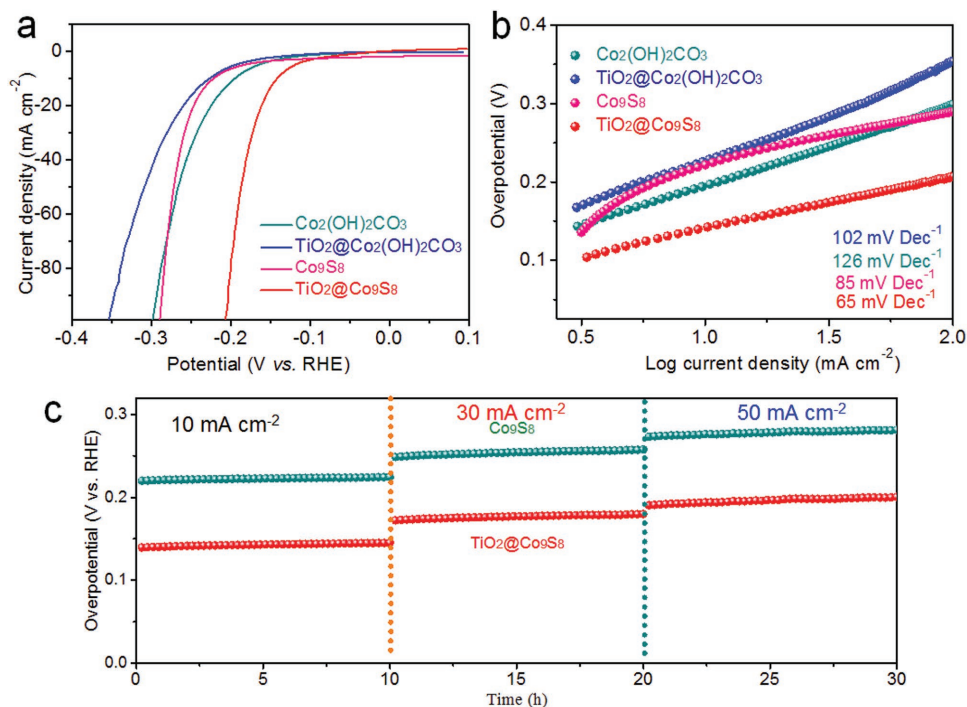 a
0
-20
-40
-60
-80
Current density (mA cm-2)
Co2(OH)2CO3
TiO2@Co2(OH)2CO3
Co9S8
TiO2@Co9S8
-0.4 -0.3 -0.2 -0.1 0.0 0.1
Potential (V vs. RHE)
b
0.4
0.3
0.2
0.1
Overpotential (V)
Co2(OH)2CO3
TiO2@Co2(OH)2CO3
Co9S8
TiO2@Co9S8
102 mV Dec-1
126 mV Dec-1
85 mV Dec-1
65 mV Dec-1
0.5 1.0 1.5 2.0
Log current density (mA cm-2)
c
0.3
0.2
0.1
0.0
Overpotential (V vs. RHE)
10 mA cm-2
30 mA cm-2
50 mA cm-2
Co9S8
TiO2@Co9S8
0 5 10 15 20 25 30
Time (h)